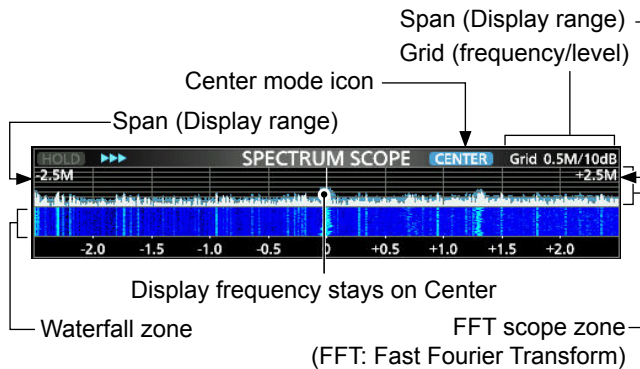 Span (Display range)
Grid (frequency/level)
Center mode icon
Span (Display range)
HOLD SPECTRUM SCOPE CENTER Grid 0.5M/10dB
-2.5M +2.5M
-2.0 -1.5 -1.0 -0.5 0 +0.5 +1.0 +1.5 +2.0
Display frequency stays on Center
Waterfall zone
FFT scope zone
(FFT: Fast Fourier Transform)